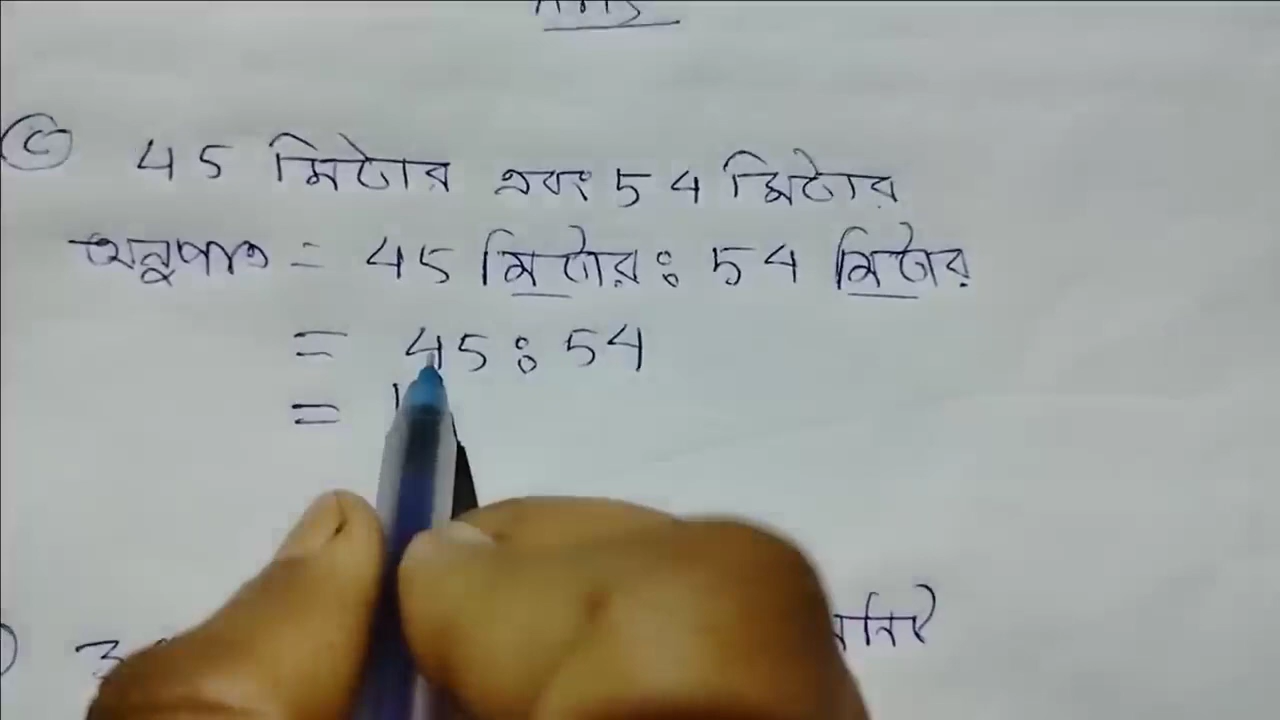 Ⓒ 45 মিটাৰ এবং 54 মিটাৰ
অনুপাত = 45 মিটাৰ : 54 মিটাৰ
= 45 : 54
=